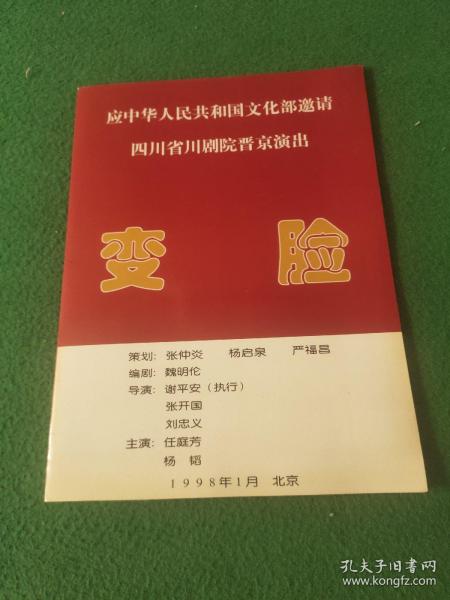 应中华人民共和国文化部邀请
四川省川剧院晋京演出
变 脸
策划: 张仲炎 杨启泉 严福昌
编剧: 魏明伦
导演: 谢平安（执行）
张开国
刘忠义
主演: 任庭芳
杨 韬
1998年1月 北京
孔夫子旧书网
www.kongfz.com